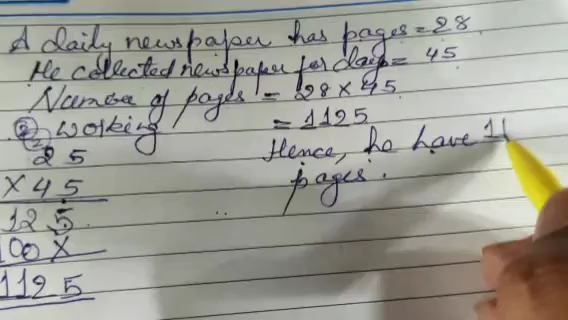 A daily newspaper has pages = 28
He collected newspaper for days = 45
Number of pages = 28 × 45
= 1125
working
25
× 45
125
100×
1125
Hence, he have 11
pages.